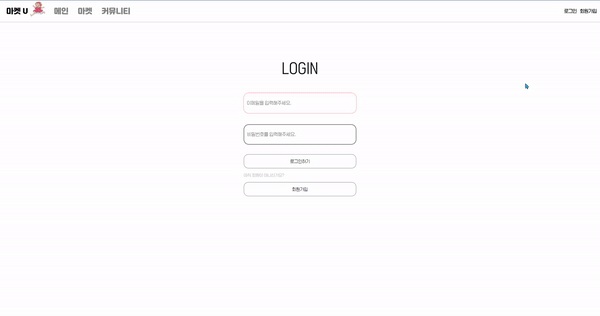 마켓 U 메인 마켓 커뮤니티 로그인 회원가입
LOGIN
이메일을 입력해주세요.
비밀번호를 입력해주세요.
로그인하기
아직 회원이 아니신가요?
회원가입